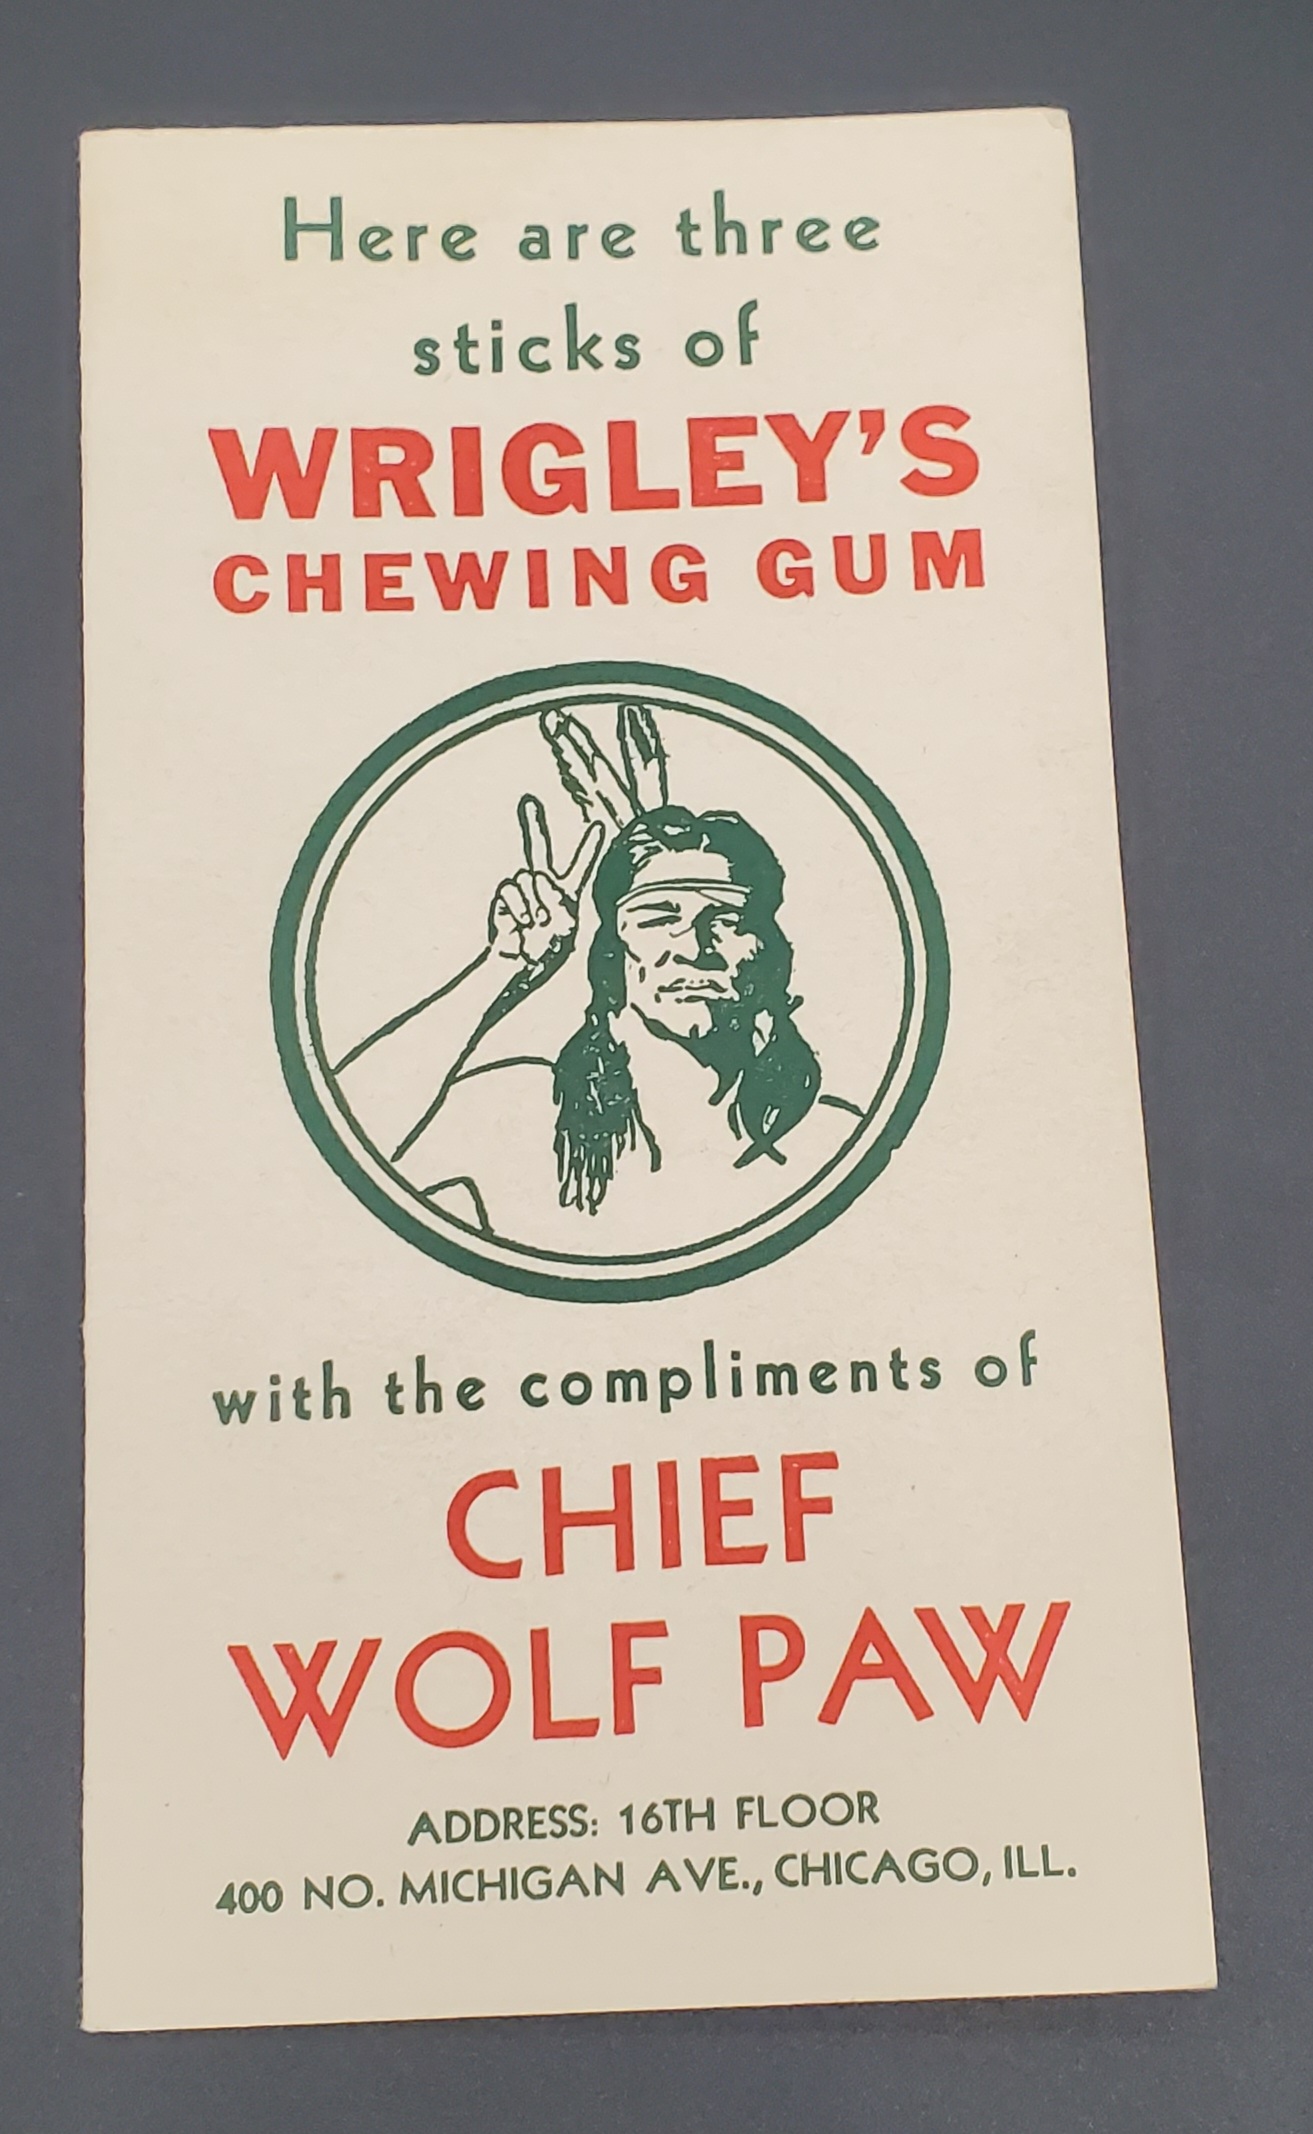 Here are three
sticks of
WRIGLEY'S
CHEWING GUM
with the compliments of
CHIEF
WOLF PAW
ADDRESS: 16TH FLOOR
400 NO. MICHIGAN AVE., CHICAGO, ILL.